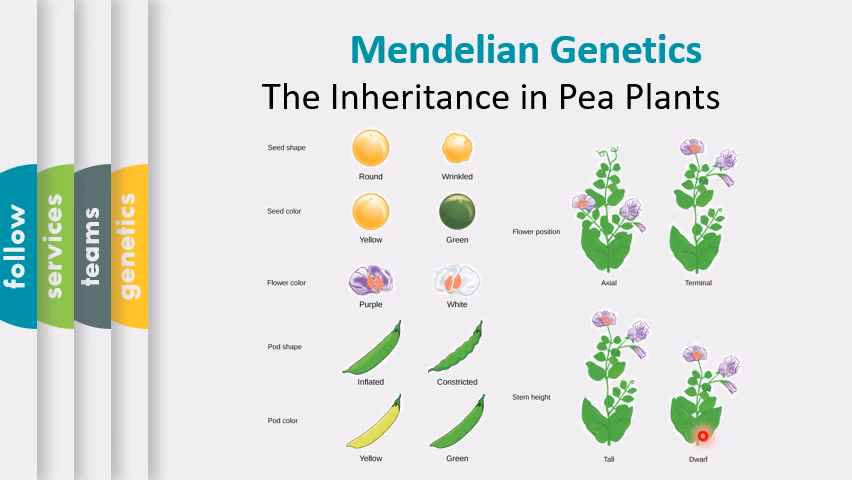 Mendelian Genetics
The Inheritance in Pea Plants
follow
services
teams
genetics
Seed shape
Round
Wrinkled
Seed color
Yellow
Green
Flower color
Purple
White
Pod shape
Inflated
Constricted
Pod color
Yellow
Green
Flower position
Axial
Terminal
Stem height
Tall
Dwarf